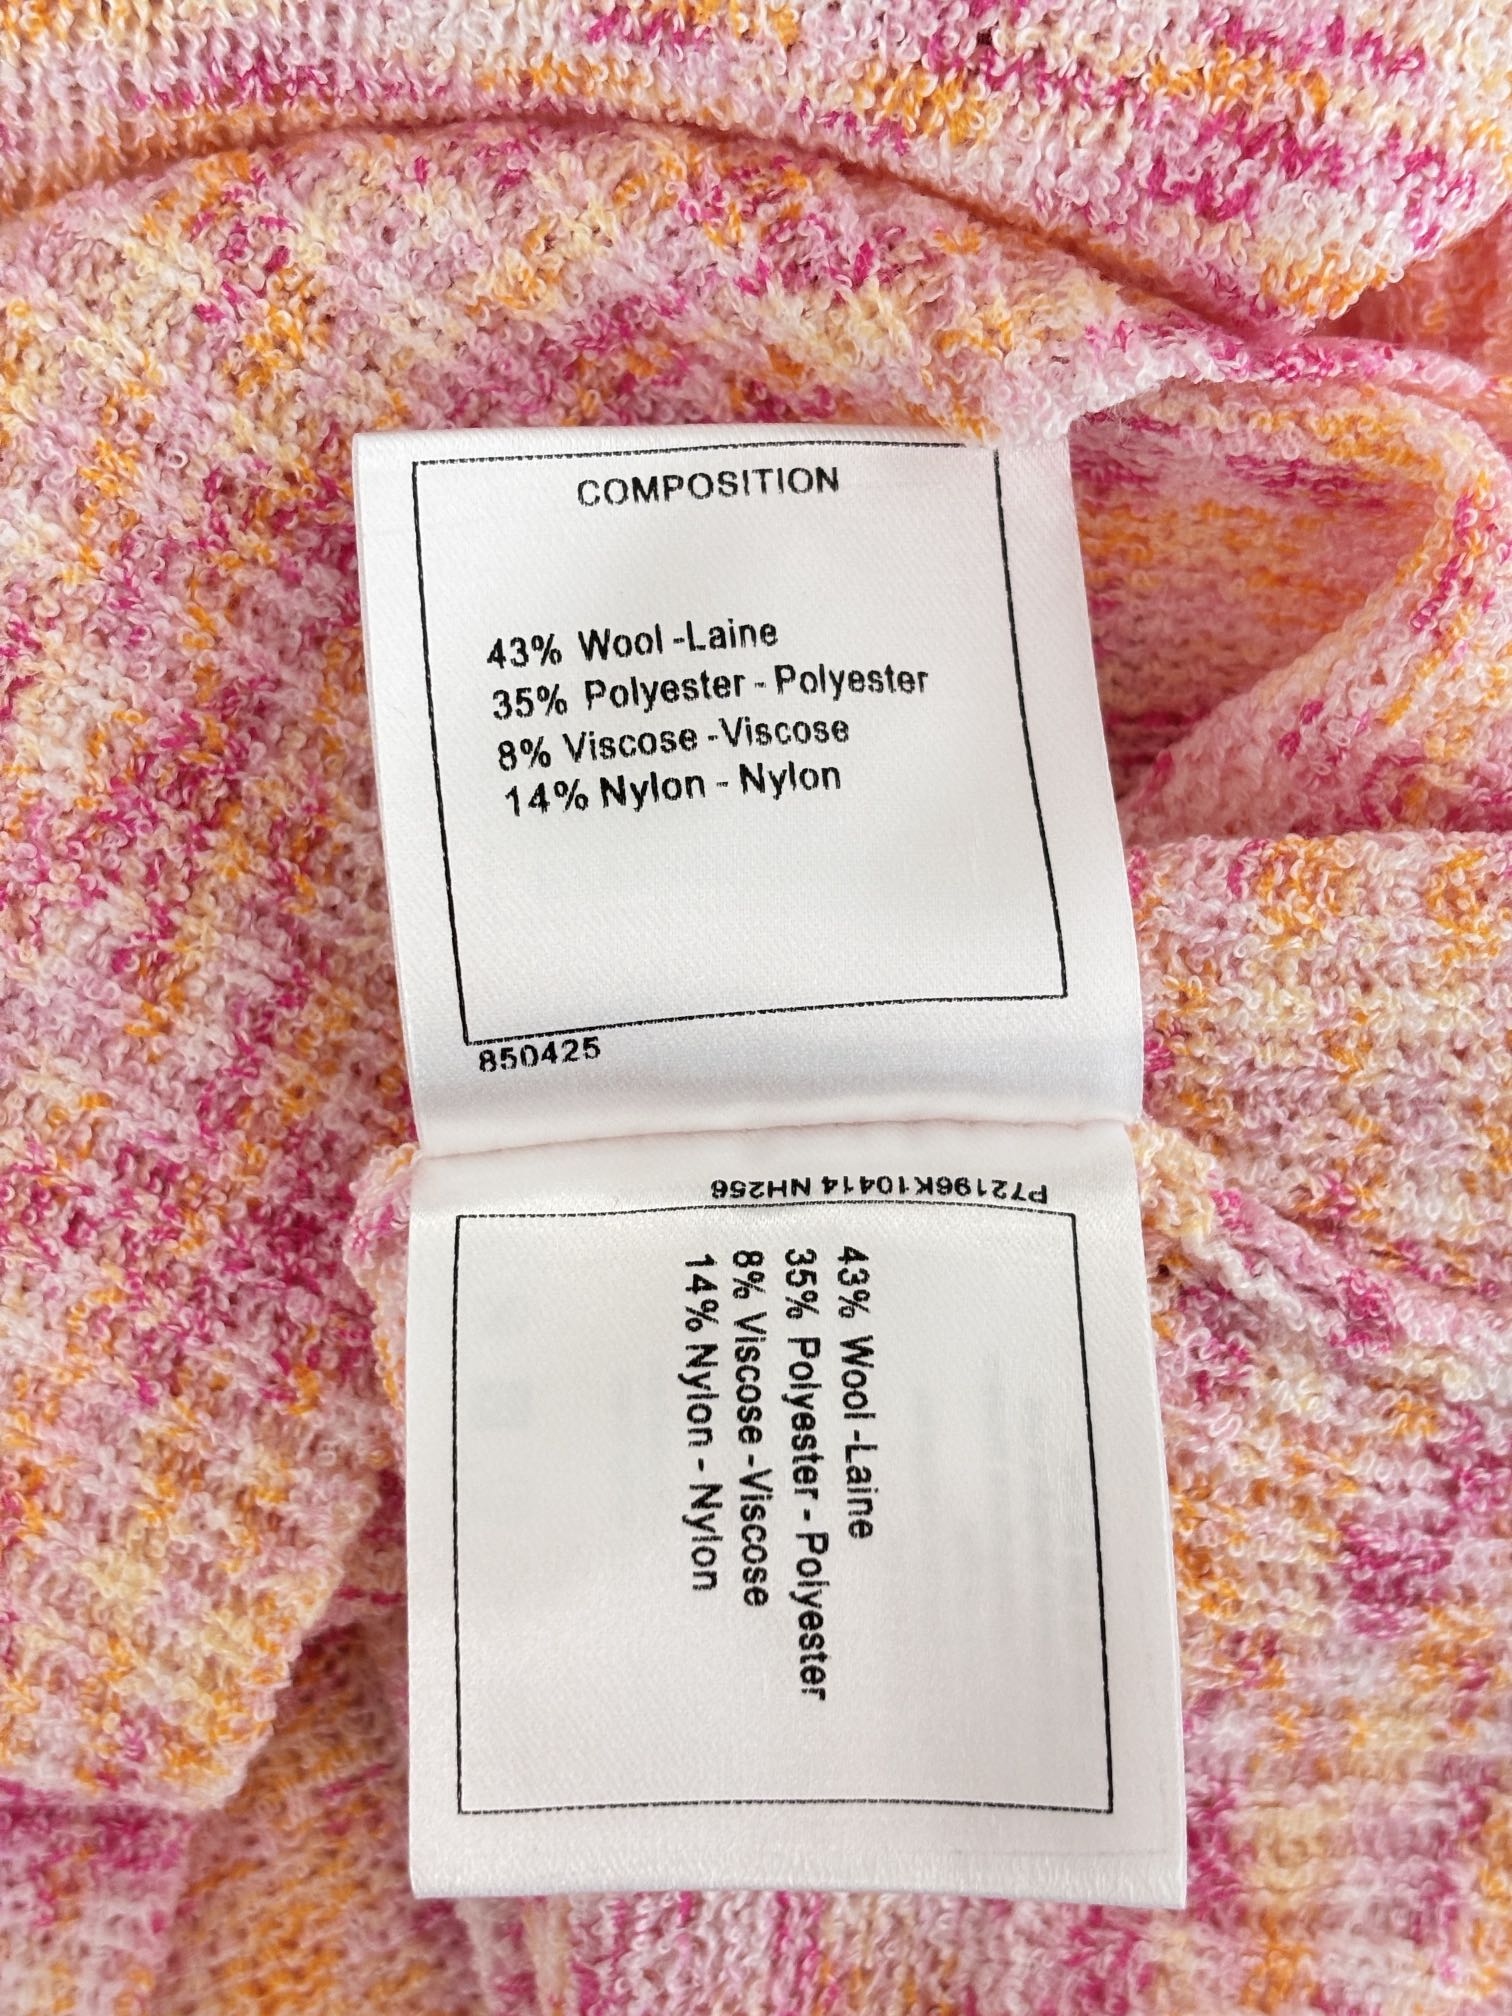 COMPOSITION
43% Wool -Laine
35% Polyester - Polyester
8% Viscose -Viscose
14% Nylon - Nylon
850425
P72196K10414 NH256
43% Wool -Laine
35% Polyester - Polyester
8% Viscose -Viscose
14% Nylon - Nylon